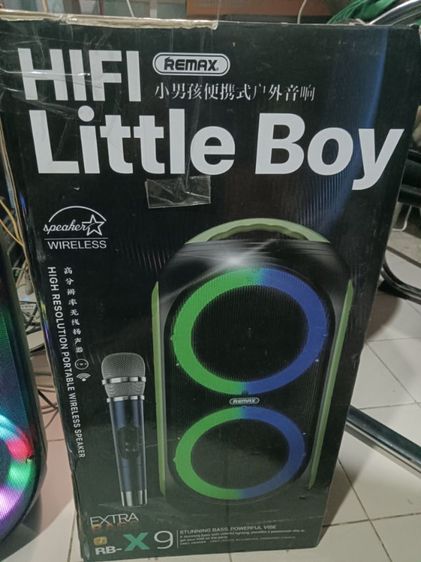 HIFI
REMAX
小男孩便携式户外音响
Little Boy
speaker
WIRELESS
高分辨率无线扬声器
HIGH RESOLUTION PORTABLE WIRELESS SPEAKER
REMAX
EXTRA
RB-X9
STUNNING BASS, POWERFUL VIBE